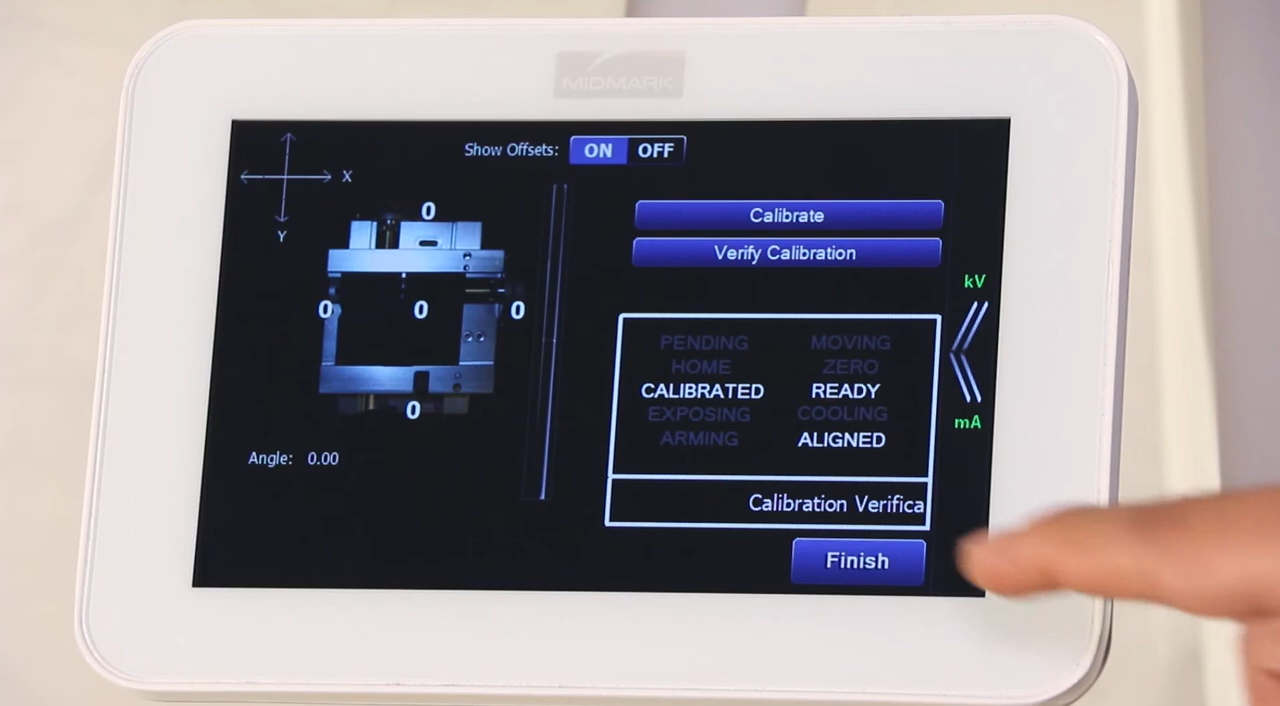 MIDMARK
Show Offsets: ON OFF
X
Y
0
0 0 0
0
Angle: 0.00
Calibrate
Verify Calibration
PENDING MOVING
HOME ZERO
CALIBRATED READY
EXPOSING COOLING
ARMING ALIGNED
Calibration Verifica
Finish
kV
mA